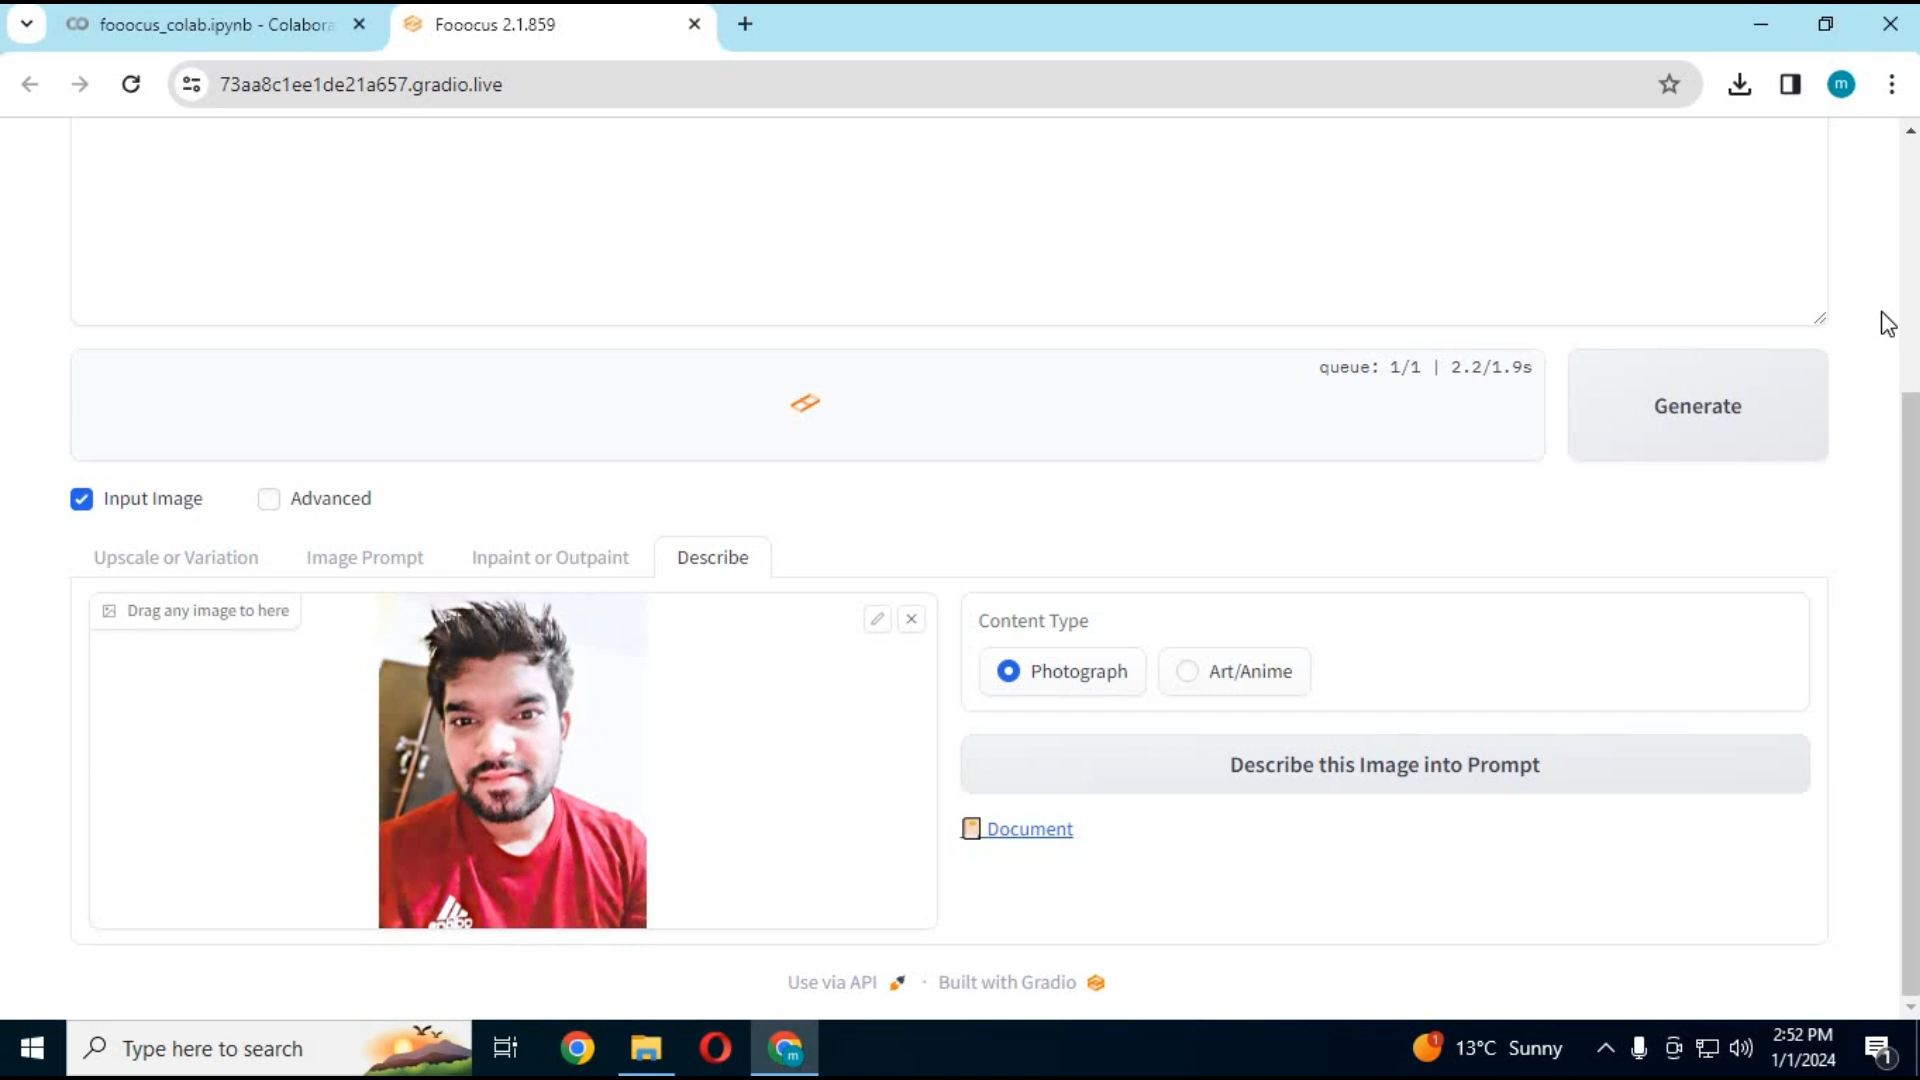 fooocus_colab.ipynb - Colabora
Fooocus 2.1.859
73aa8c1ee1de21a657.gradio.live
m
queue: 1/1 | 2.2/1.9s
Generate
Input Image
Advanced
Upscale or Variation
Image Prompt
Inpaint or Outpaint
Describe
Drag any image to here
Content Type
Photograph
Art/Anime
Describe this Image into Prompt
Document
adidas
Use via API
· Built with Gradio
Type here to search
m
1
13°C Sunny
2:52 PM
1/1/2024
1